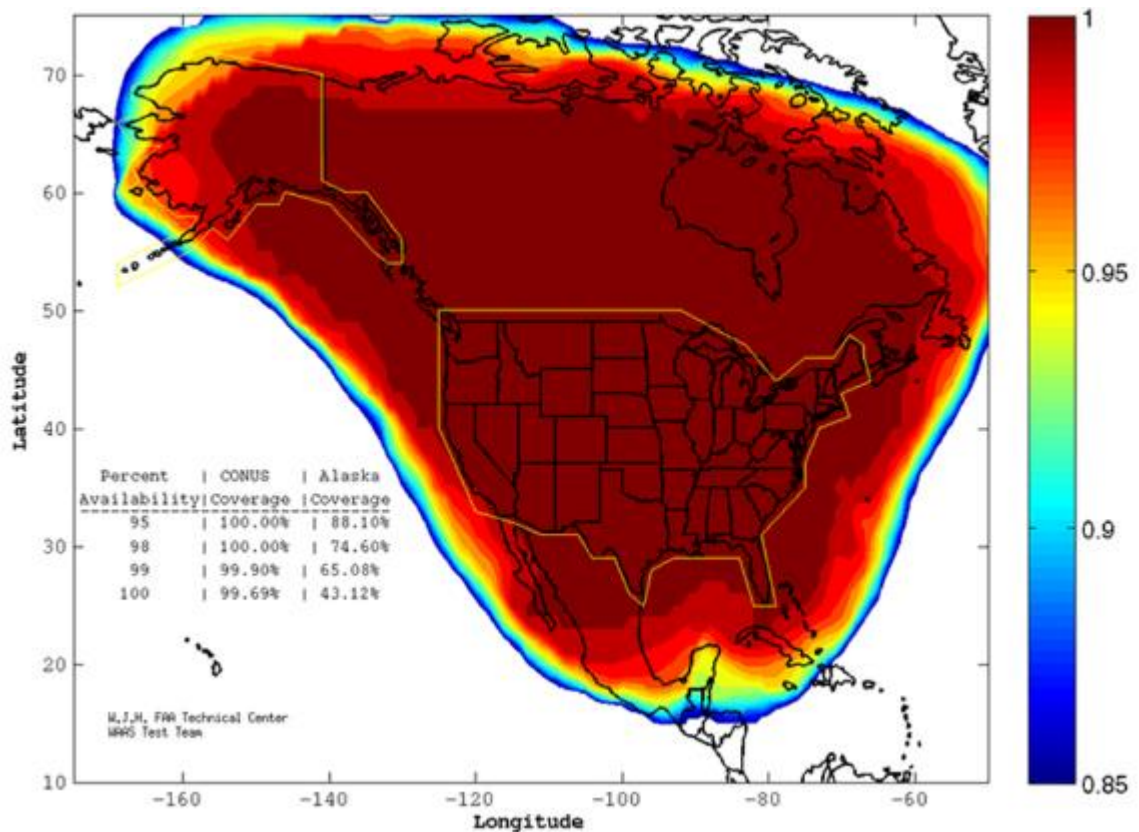 1
70
60
0.95
50
Latitude
40
Percent | CONUS | Alaska
Availability|Coverage |Coverage
95 | 100.00% | 88.10%
0.9
98 | 100.00% | 74.60%
30
99 | 99.90% | 65.08%
100 | 99.69% | 43.12%
20
W.J.H. FAA Technical Center
WAAS Test Team
10
0.85
-160 -140 -120 -100 -80 -60
Longitude